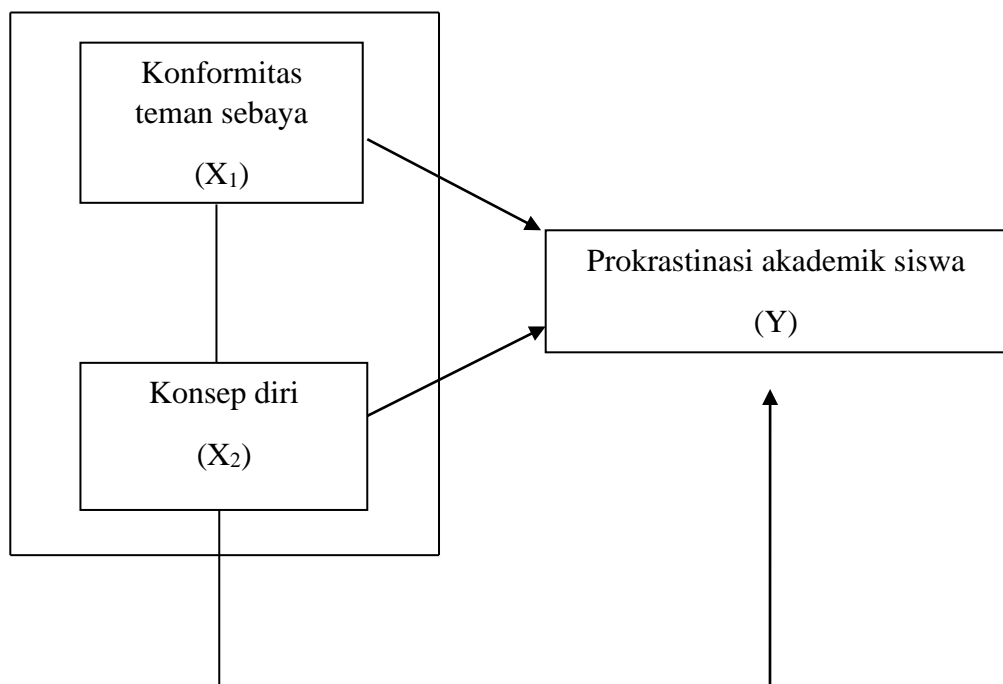 Konformitas
teman sebaya
(X₁)
Prokrastinasi akademik siswa
(Y)
Konsep diri
(X₂)